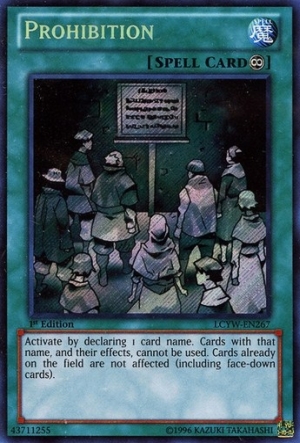 PROHIBITION
魔
[SPELL CARD]
1st Edition
LCYW-EN267
Activate by declaring 1 card name. Cards with
that name, and their effects, cannot be used. Cards already
on the field are not affected (including face-down
cards).
43711255
©1996 KAZUKI TAKAHASHI